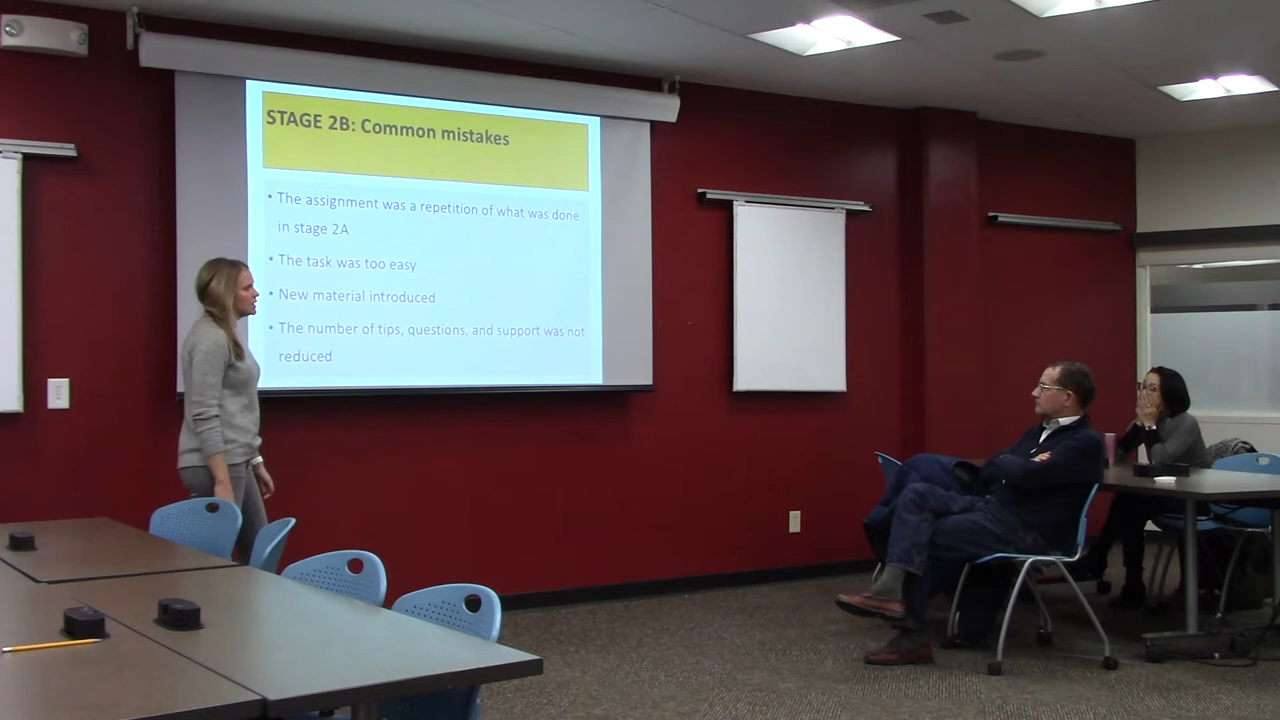 STAGE 2B: Common mistakes
• The assignment was a repetition of what was done
in stage 2A
• The task was too easy
• New material introduced
• The number of tips, questions, and support was not
reduced